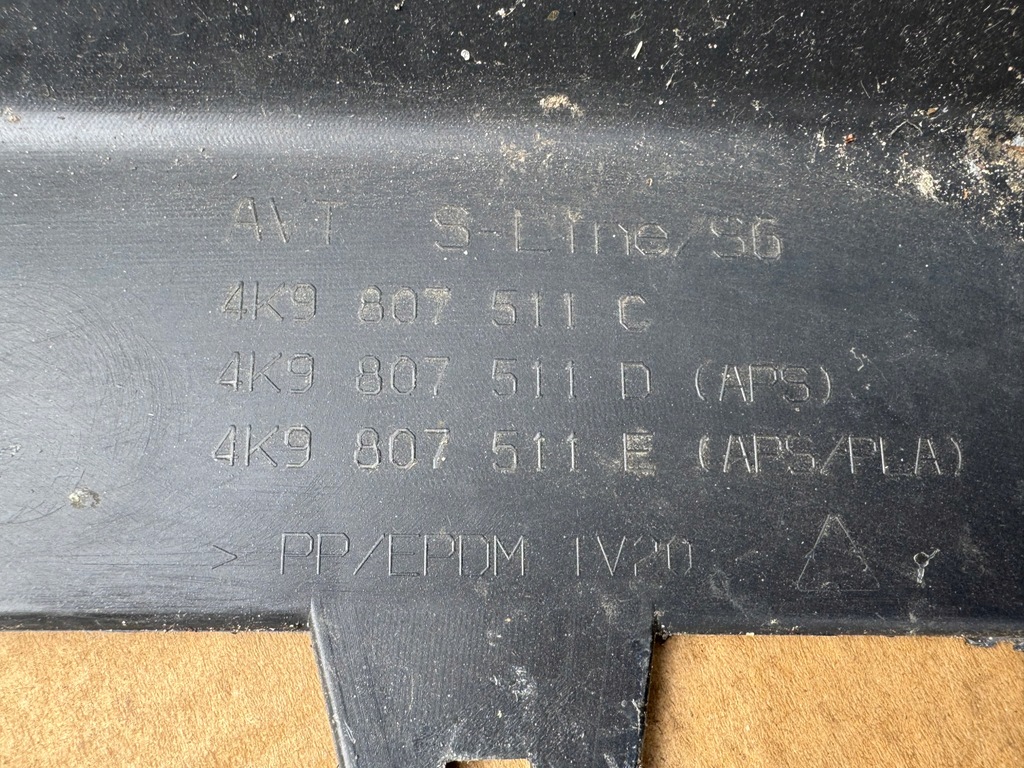 AVT S-Line/S6
4K9 807 511 C
4K9 807 511 D (APS)
4K9 807 511 E (APS/PLA)
> PP/EPDM TV20